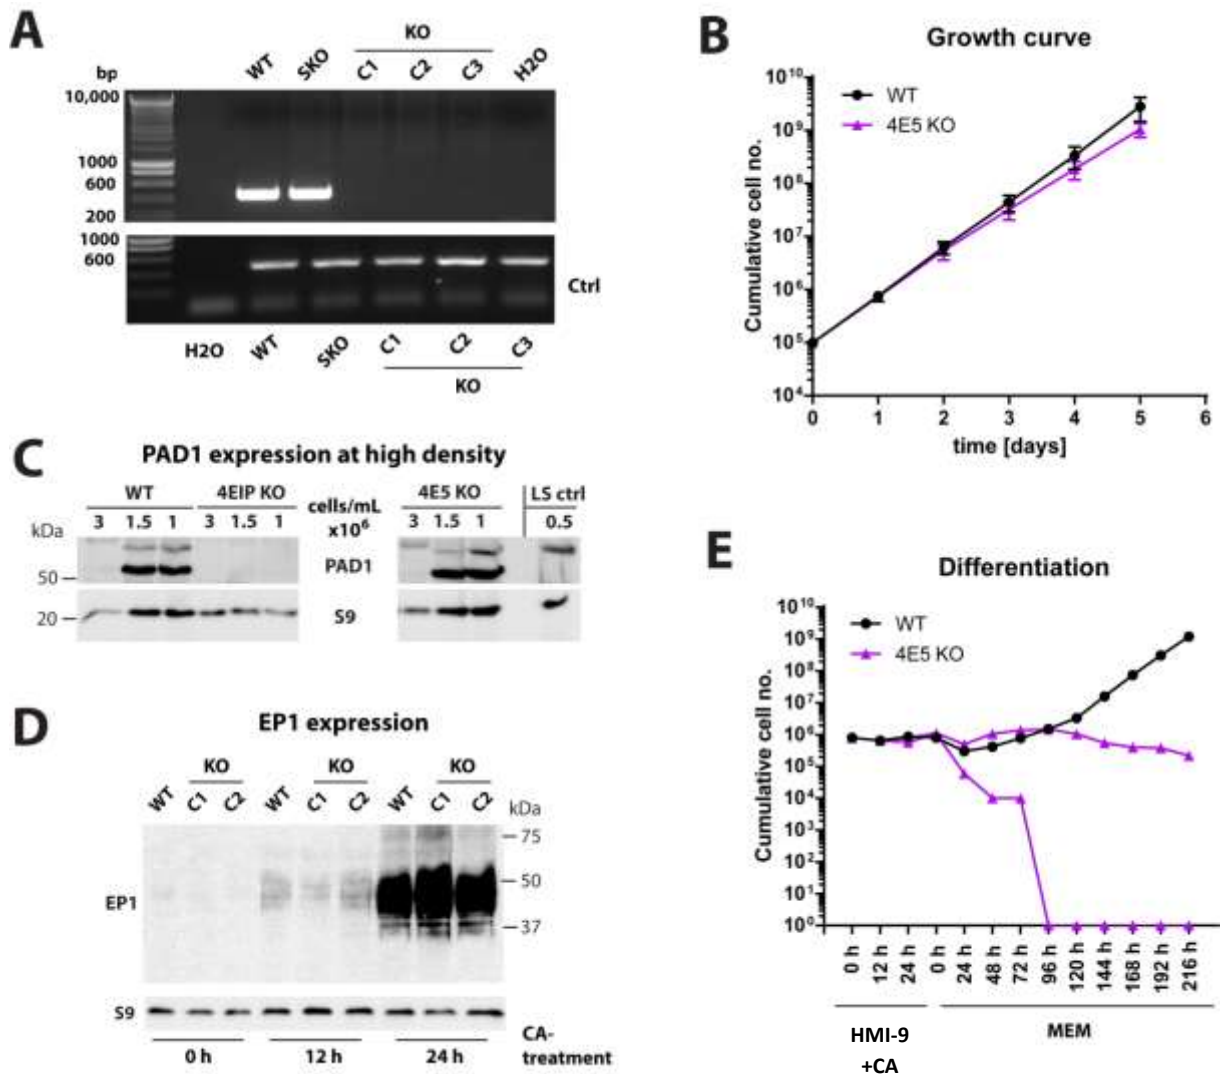 A
KO
WT SKO C1 C2 C3 H2O
bp
10,000
1000
600
200
1000
600
Ctrl
H2O WT SKO C1 C2 C3
KO
B
Growth curve
WT
4E5 KO
Cumulative cell no.
10^10
10^9
10^8
10^7
10^6
10^5
10^4
0 1 2 3 4 5 6
time [days]
C
PAD1 expression at high density
WT 4EIP KO cells/mL 4E5 KO LS ctrl
kDa 3 1.5 1 3 1.5 1 x10^6 3 1.5 1 0.5
50 PAD1
20 S9
D
EP1 expression
KO KO KO
WT C1 C2 WT C1 C2 WT C1 C2 kDa
75
EP1 50
37
S9
0 h 12 h 24 h CA-
treatment
E
Differentiation
WT
4E5 KO
Cumulative cell no.
10^10
10^9
10^8
10^7
10^6
10^5
10^4
10^3
10^2
10^1
10^0
0 h 12 h 24 h 0 h 24 h 48 h 72 h 96 h 120 h 144 h 168 h 192 h 216 h
HMI-9 MEM
+CA